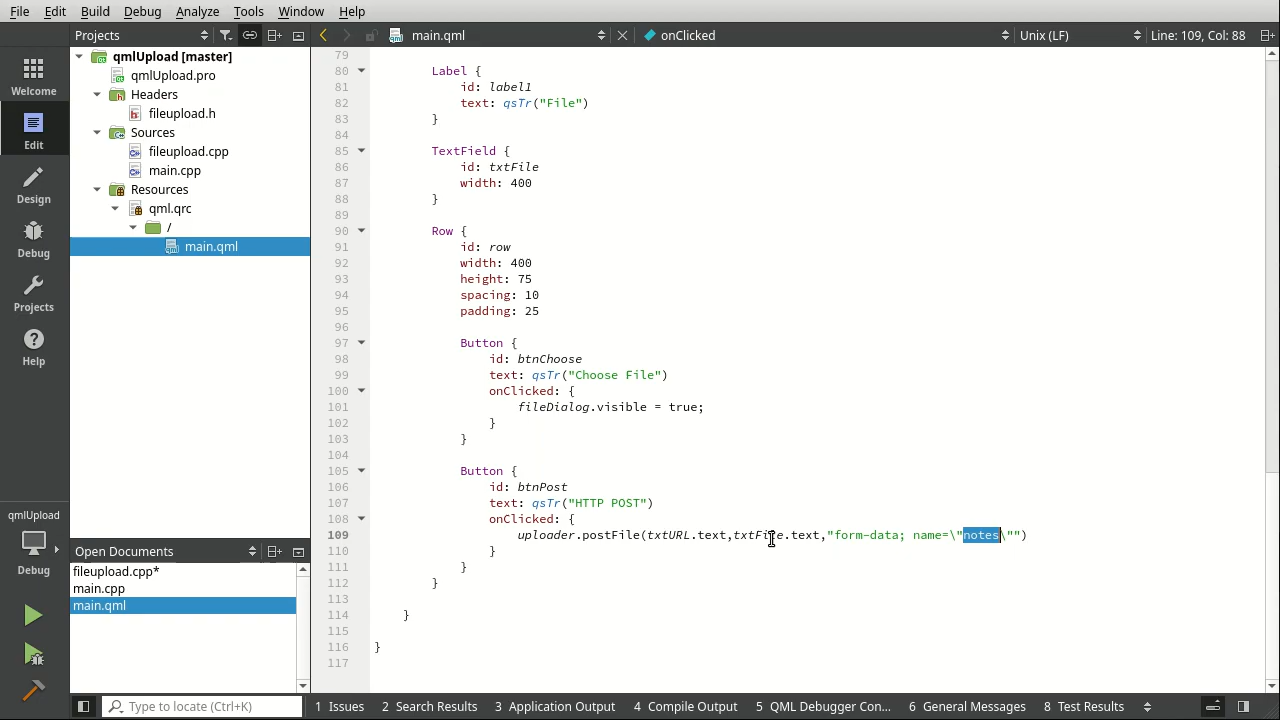 File Edit Build Debug Analyze Tools Window Help
Projects
main.qml
onClicked
Unix (LF)
Line: 109, Col: 88
Welcome
Edit
Design
Debug
Projects
Help
qmlUpload
Debug
qmlUpload [master]
qmlUpload.pro
Headers
fileupload.h
Sources
fileupload.cpp
main.cpp
Resources
qml.qrc
/
main.qml
Open Documents
fileupload.cpp*
main.cpp
main.qml
79
80 Label {
81 id: label1
82 text: qsTr("File")
83 }
84
85 TextField {
86 id: txtFile
87 width: 400
88 }
89
90 Row {
91 id: row
92 width: 400
93 height: 75
94 spacing: 10
95 padding: 25
96
97 Button {
98 id: btnChoose
99 text: qsTr("Choose File")
100 onClicked: {
101 fileDialog.visible = true;
102 }
103 }
104
105 Button {
106 id: btnPost
107 text: qsTr("HTTP POST")
108 onClicked: {
109 uploader.postFile(txtURL.text,txtFile.text,"form-data; name=\"notes\"")
110 }
111 }
112 }
113
114 }
115
116 }
117
Type to locate (Ctrl+K)
1 Issues 2 Search Results 3 Application Output 4 Compile Output 5 QML Debugger Con... 6 General Messages 8 Test Results